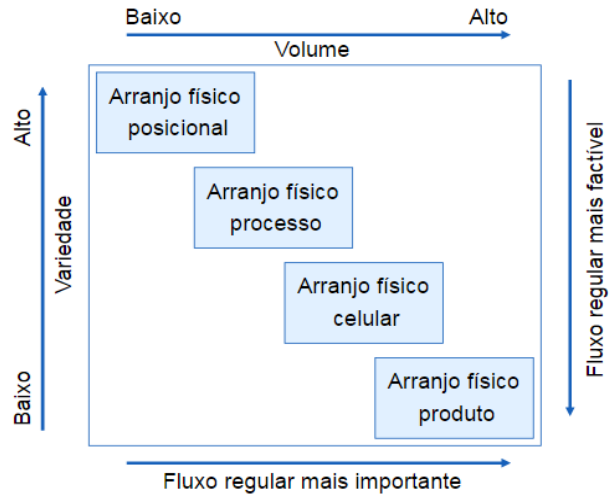 Baixo
Alto
Volume
Arranjo físico
posicional
Arranjo físico
processo
Arranjo físico
celular
Arranjo físico
produto
Alto
Variedade
Baixo
Fluxo regular mais factível
Fluxo regular mais importante